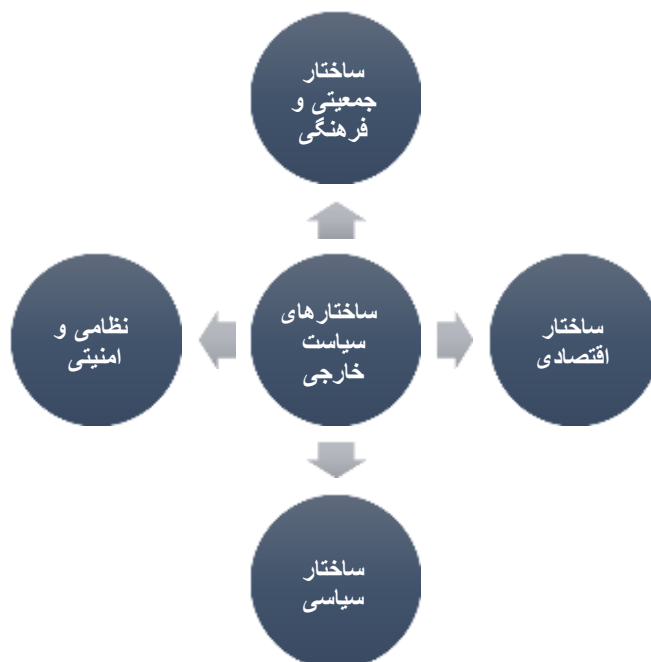 ساختار
جمعیتی و
فرهنگی
ساختارهای
سیاست
خارجی
ساختار
اقتصادی
نظامی و
امنیتی
ساختار
سیاسی